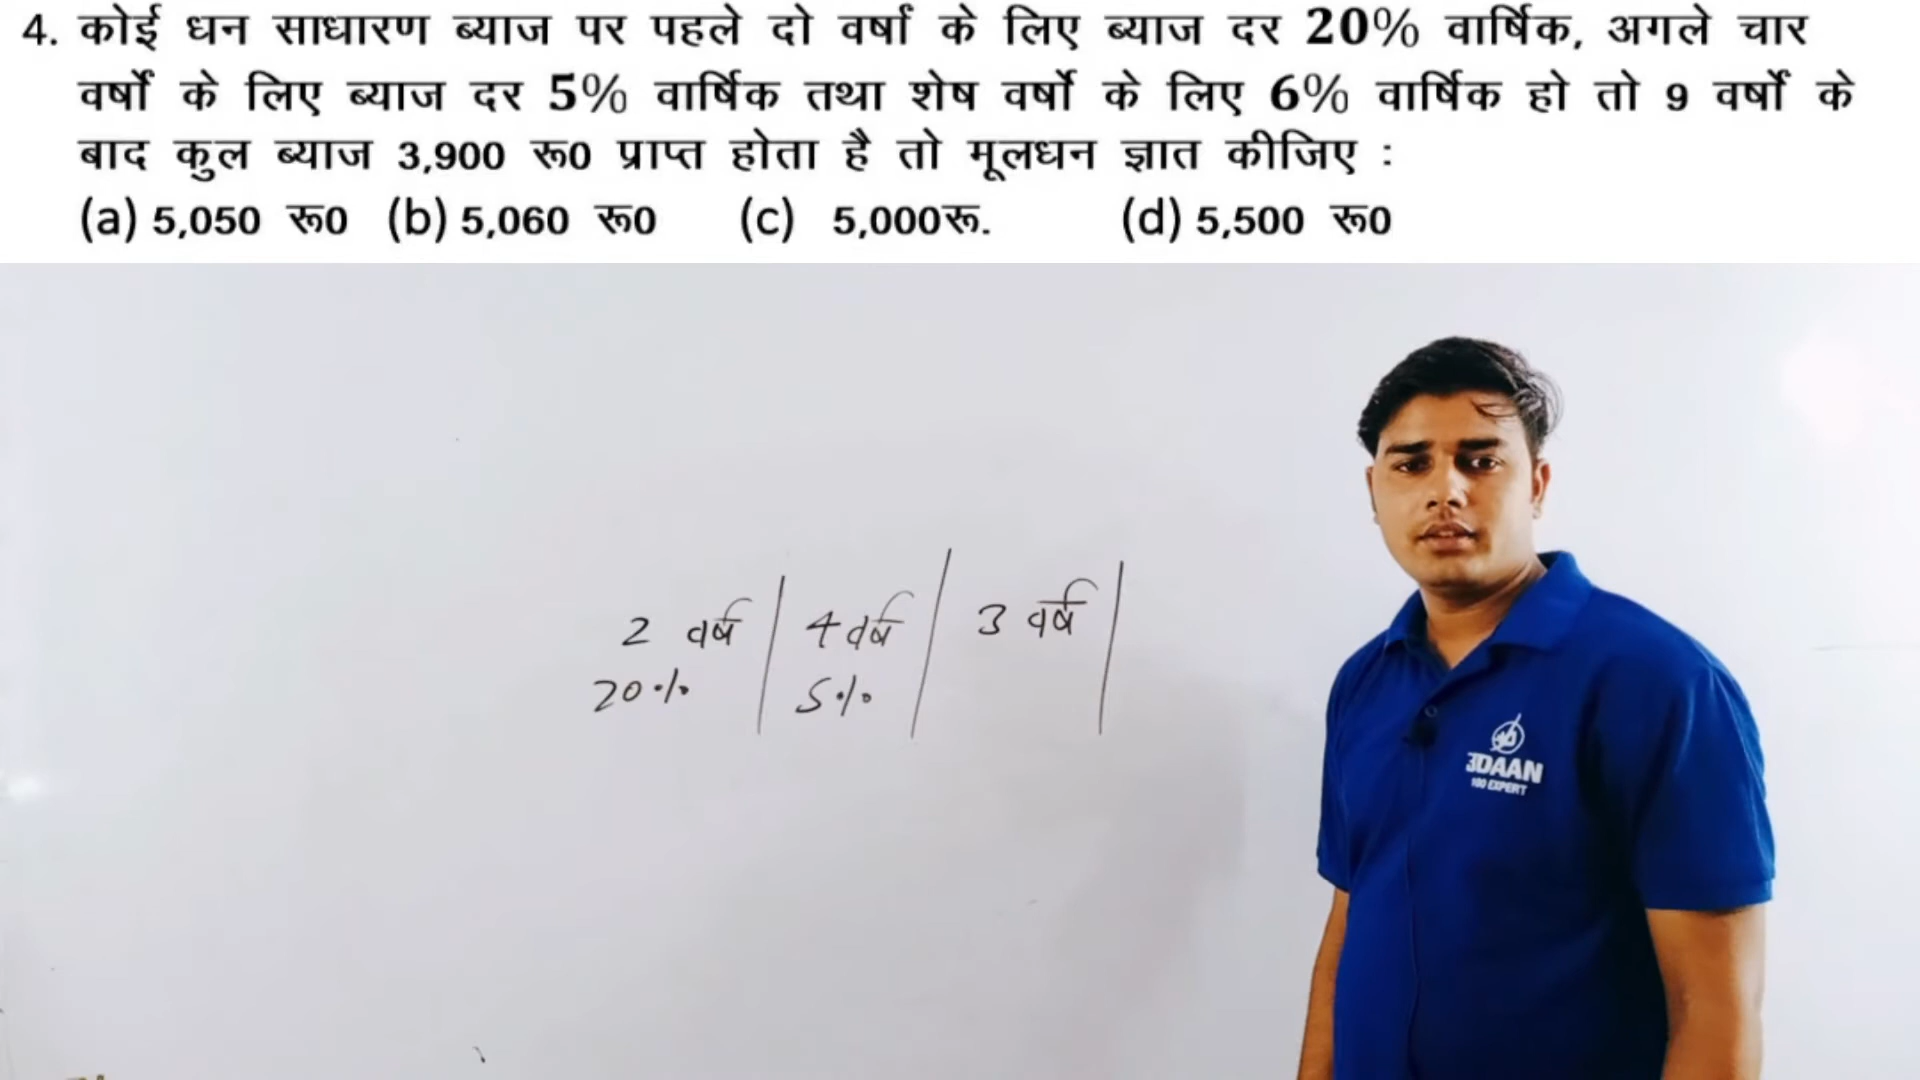 4. कोई धन साधारण ब्याज पर पहले दो वर्षां के लिए ब्याज दर 20% वार्षिक, अगले चार
वर्षों के लिए ब्याज दर 5% वार्षिक तथा शेष वर्षो के लिए 6% वार्षिक हो तो 9 वर्षों के
बाद कुल ब्याज 3,900 रू0 प्राप्त होता है तो मूलधन ज्ञात कीजिए :
(a) 5,050 रू0 (b) 5,060 रू0 (c) 5,000रू. (d) 5,500 रू0
2 वर्ष | 4 वर्ष | 3 वर्ष |
20% | 5%
3DAAN
100 EXPERT